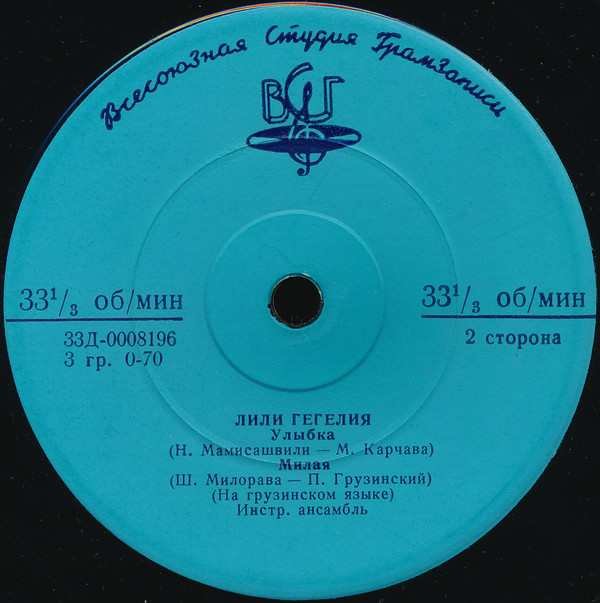 Всесоюзная Студия Грамзаписи
ВСГ
33¹/₃ об/мин
33¹/₃ об/мин
33Д-0008196
3 гр. 0-70
2 сторона
ЛИЛИ ГЕГЕЛИЯ
Улыбка
(Н. Мамисашвили — М. Карчава)
Милая
(Ш. Милорава — П. Грузинский)
(На грузинском языке)
Инстр. ансамбль